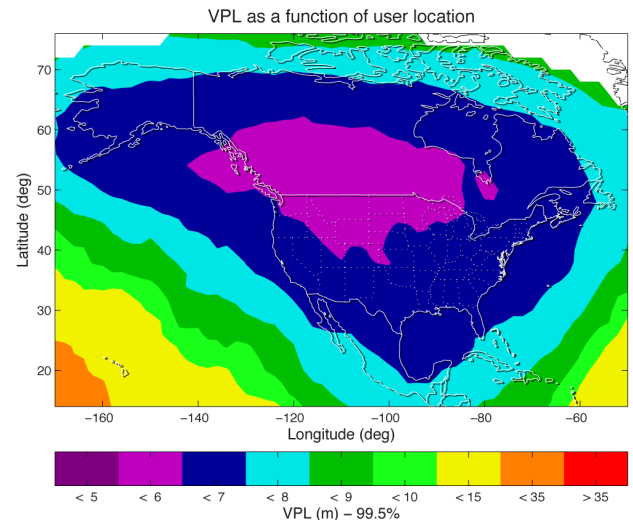 VPL as a function of user location
70
60
50
40
30
20
Latitude (deg)
−160 −140 −120 −100 −80 −60
Longitude (deg)
< 5 < 6 < 7 < 8 < 9 < 10 < 15 < 35 > 35
VPL (m) − 99.5%